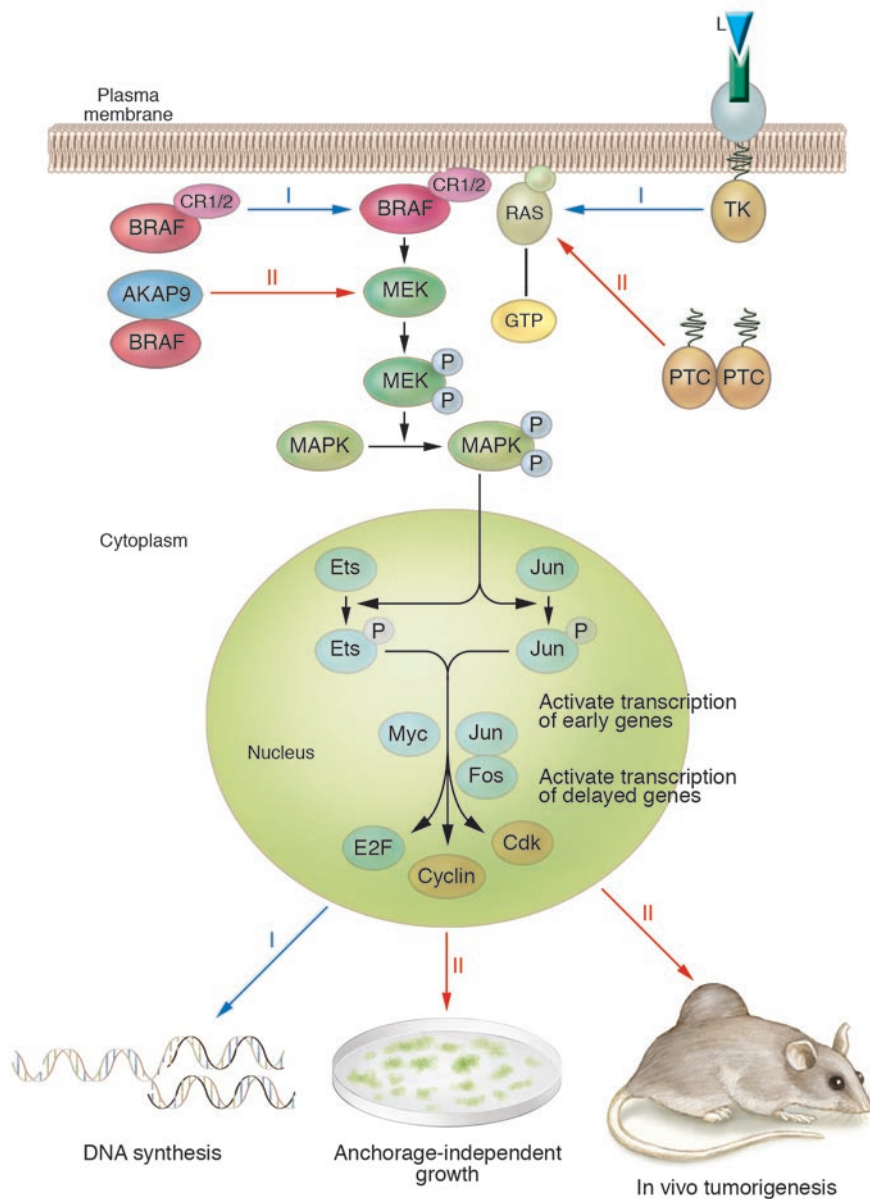 L
Plasma
membrane
CR1/2
BRAF
I
CR1/2
BRAF
RAS
I
TK
AKAP9
BRAF
II
MEK
GTP
II
PTC
PTC
MEK
P
P
MAPK
MAPK
P
P
Cytoplasm
Ets
Jun
Ets
P
Jun
P
Activate transcription
of early genes
Myc
Jun
Nucleus
Fos
Activate transcription
of delayed genes
E2F
Cdk
Cyclin
I
II
II
DNA synthesis
Anchorage-independent
growth
In vivo tumorigenesis